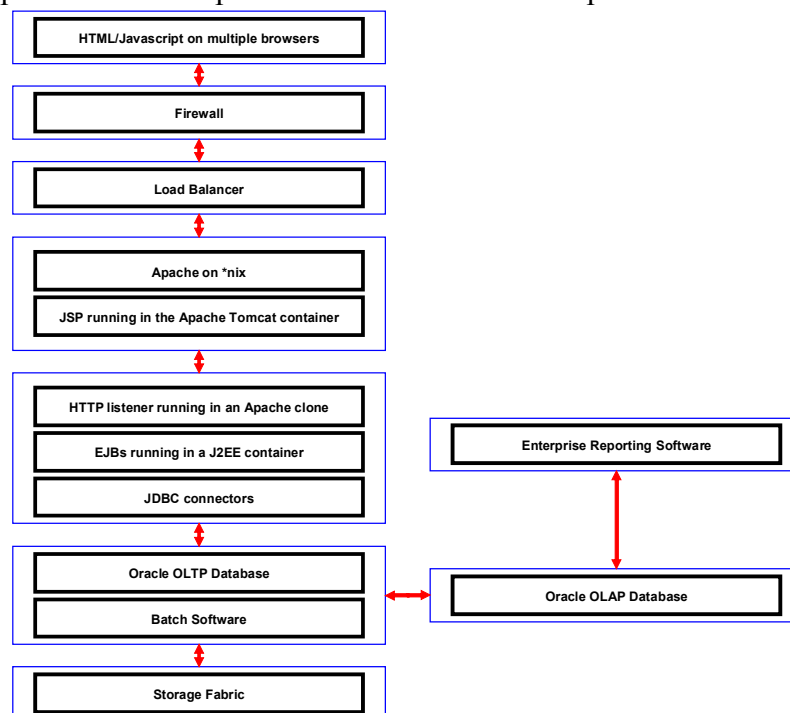 HTML/Javascript on multiple browsers
Firewall
Load Balancer
Apache on *nix
JSP running in the Apache Tomcat container
HTTP listener running in an Apache clone
EJBs running in a J2EE container
JDBC connectors
Enterprise Reporting Software
Oracle OLTP Database
Batch Software
Oracle OLAP Database
Storage Fabric